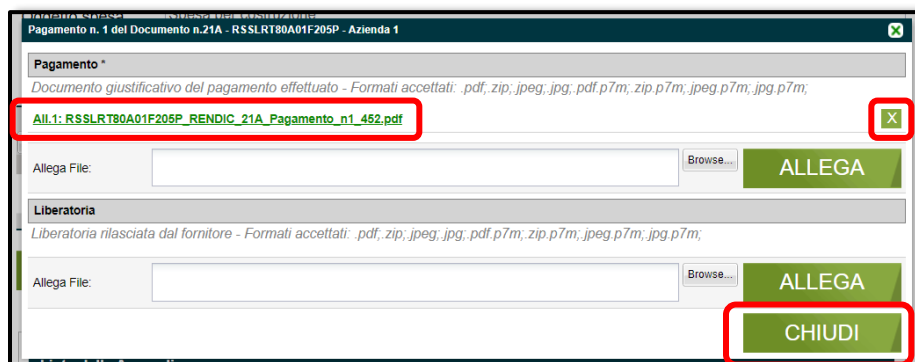 Pagamento n. 1 del Documento n.21A - RSSLRT80A01F205P - Azienda 1
Pagamento *
Documento giustificativo del pagamento effettuato - Formati accettati: .pdf;.zip;.jpeg;.jpg;.pdf.p7m;.zip.p7m;.jpeg.p7m;.jpg.p7m;
All.1: RSSLRT80A01F205P_RENDIC_21A_Pagamento_n1_452.pdf X
Allega File: Browse... ALLEGA
Liberatoria
Liberatoria rilasciata dal fornitore - Formati accettati: .pdf;.zip;.jpeg;.jpg;.pdf.p7m;.zip.p7m;.jpeg.p7m;.jpg.p7m;
Allega File: Browse... ALLEGA
CHIUDI